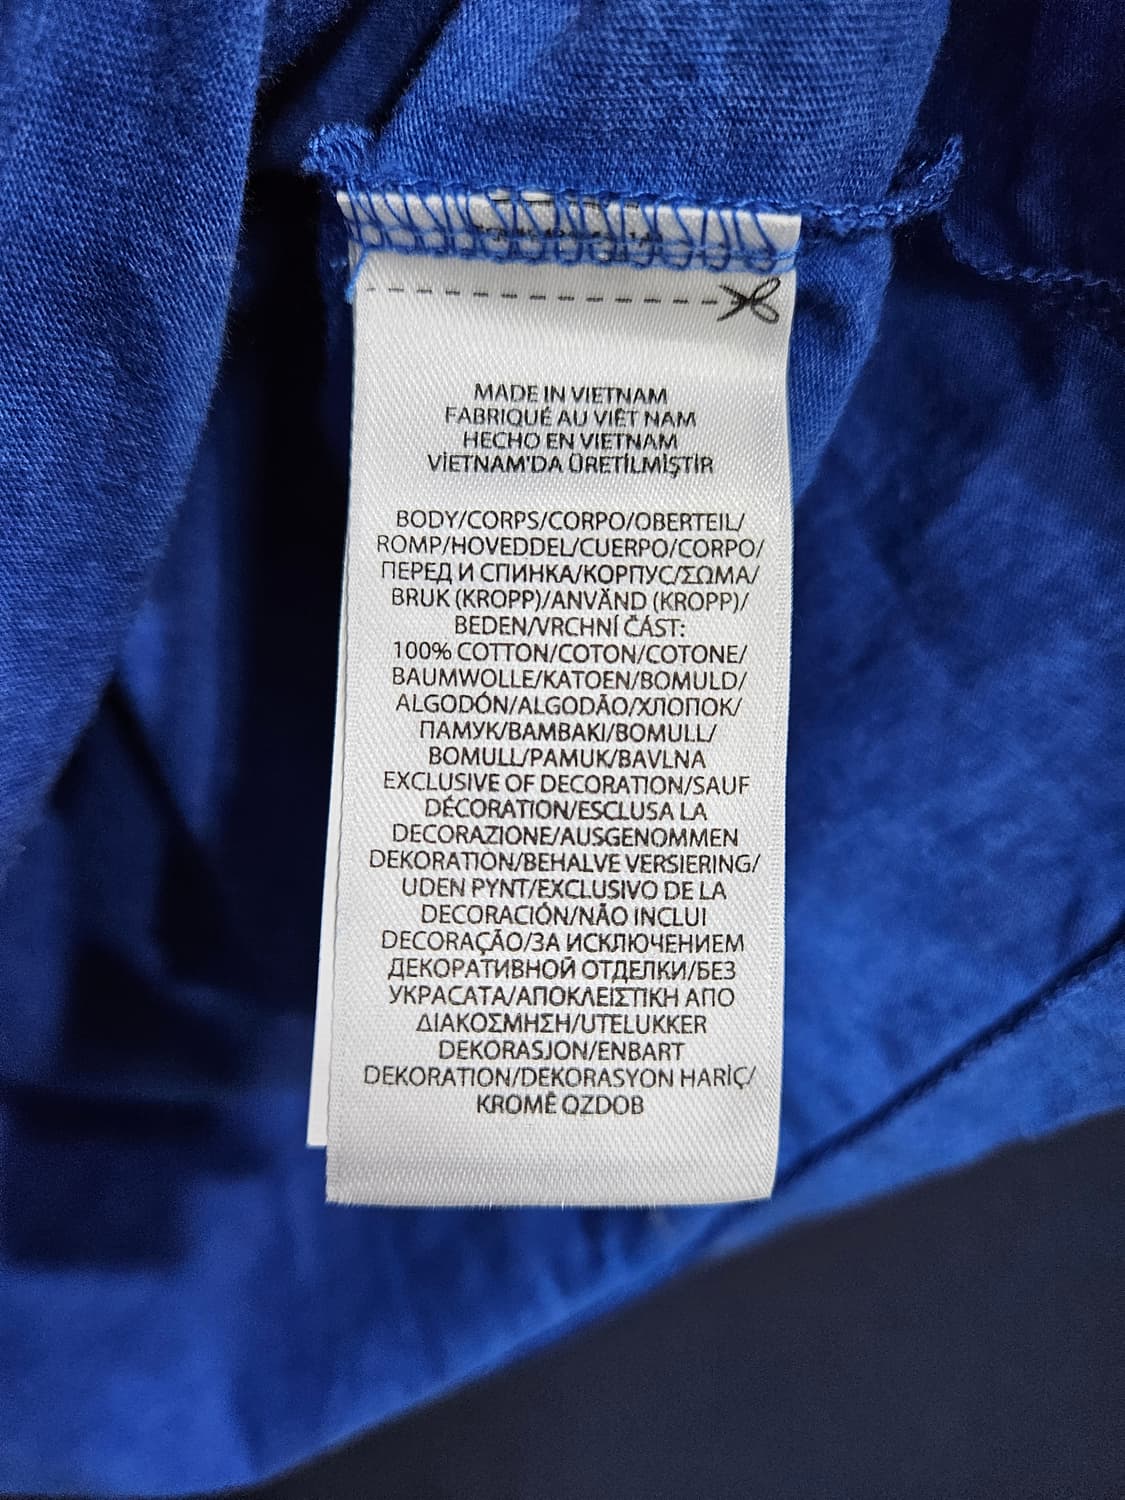 MADE IN VIETNAM
FABRIQUÉ AU VIÊT NAM
HECHO EN VIETNAM
VİETNAM'DA ÜRETİLMİŞTİR
BODY/CORPS/CORPO/OBERTEIL/
ROMP/HOVEDDEL/CUERPO/CORPO/
ПЕРЕД И СПИНКА/КОРПУС/ΣΩΜΑ/
BRUK (KROPP)/ANVÄND (KROPP)/
BEDEN/VRCHNÍ ČÁST:
100% COTTON/COTON/COTONE/
BAUMWOLLE/KATOEN/BOMULD/
ALGODÓN/ALGODÃO/ХЛОПОК/
ПАМУК/ΒΑΜΒΑΚΙ/BOMULL/
BOMULL/PAMUK/BAVLNA
EXCLUSIVE OF DECORATION/SAUF
DÉCORATION/ESCLUSA LA
DECORAZIONE/AUSGENOMMEN
DEKORATION/BEHALVE VERSIERING/
UDEN PYNT/EXCLUSIVO DE LA
DECORACIÓN/NÃO INCLUI
DECORAÇÃO/ЗА ИСКЛЮЧЕНИЕМ
ДЕКОРАТИВНОЙ ОТДЕЛКИ/БЕЗ
УКРАСАТА/ΑΠΟΚΛΕΙΣΤΙΚΗ ΑΠΟ
ΔΙΑΚΟΣΜΗΣΗ/UTELUKKER
DEKORASJON/ENBART
DEKORATION/DEKORASYON HARİÇ/
KROMĚ OZDOB